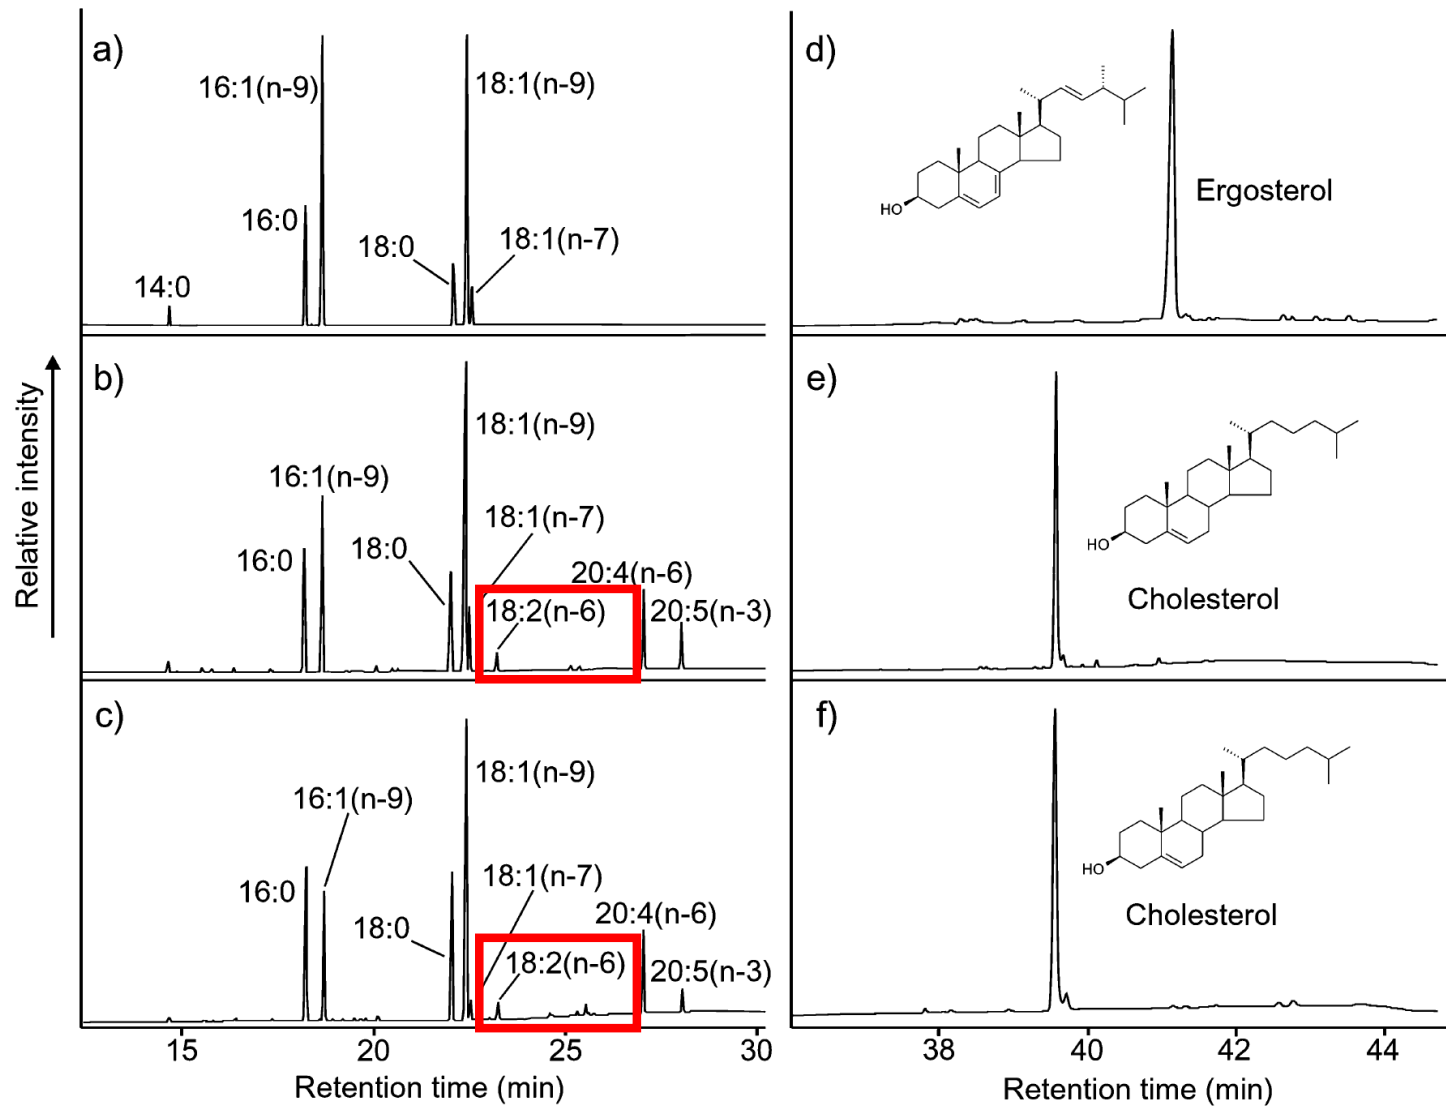 a)
16:1(n-9)
18:1(n-9)
16:0
18:0
18:1(n-7)
14:0
b)
18:1(n-9)
16:1(n-9)
18:1(n-7)
16:0
18:0
20:4(n-6)
18:2(n-6)
20:5(n-3)
c)
18:1(n-9)
16:1(n-9)
16:0
18:1(n-7)
18:0
20:4(n-6)
18:2(n-6)
20:5(n-3)
Relative intensity
15
20
25
30
Retention time (min)
d)
HO
Ergosterol
e)
HO
Cholesterol
f)
HO
Cholesterol
38
40
42
44
Retention time (min)